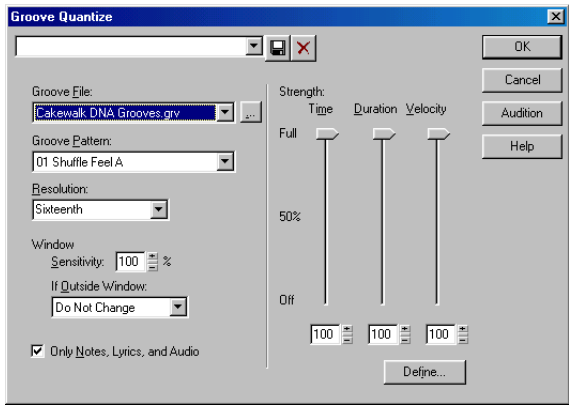 Groove Quantize
OK
Cancel
Audition
Help
Groove File:
Cakewalk DNA Grooves.grv
...
Groove Pattern:
01 Shuffle Feel A
Resolution:
Sixteenth
Window
Sensitivity: 100 %
If Outside Window:
Do Not Change
Only Notes, Lyrics, and Audio
Strength:
Time Duration Velocity
Full
50%
Off
100 100 100
Define...